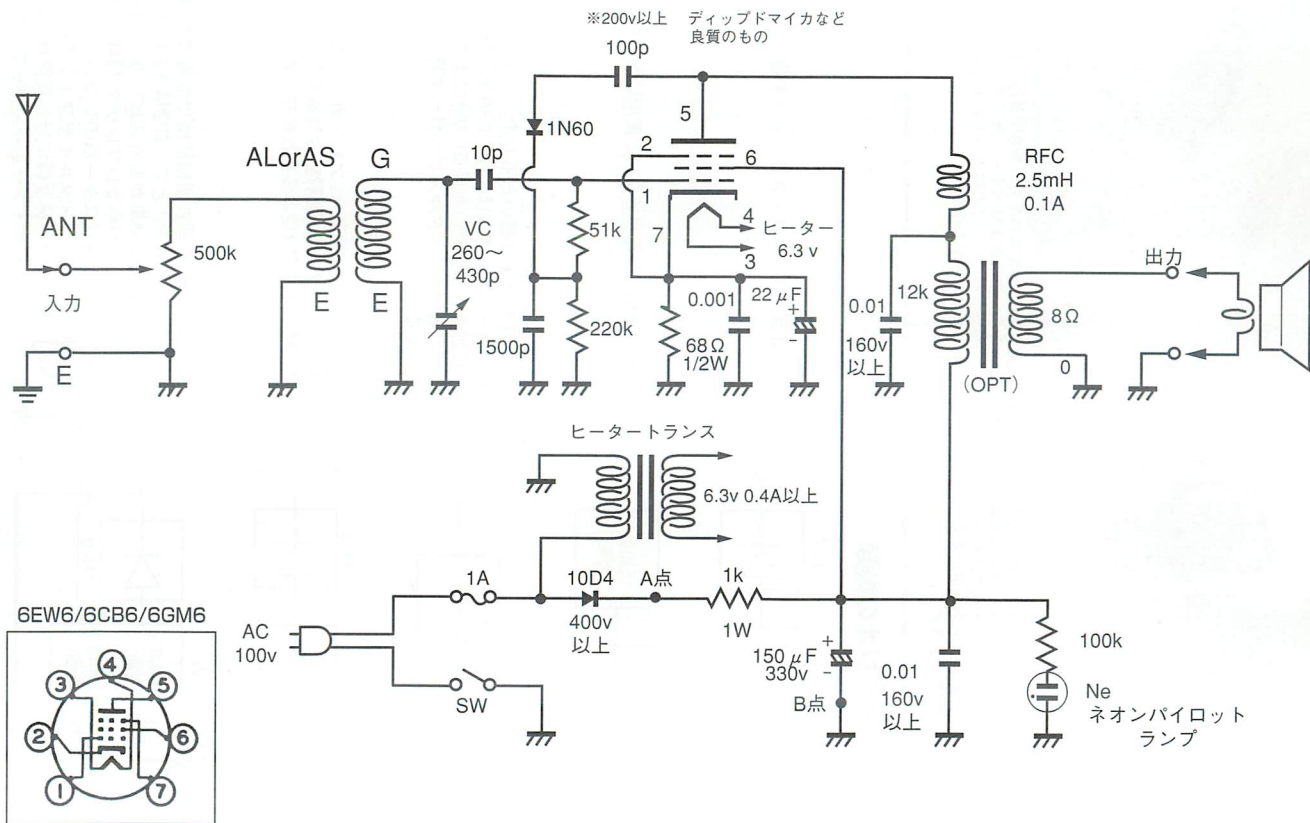 ※200v以上 ディップドマイカなど
良質のもの
100p
5
1N60
2
6
ALorAS
G
10p
1
RFC
2.5mH
0.1A
ANT
500k
VC
260〜
430p
51k
7
4
ヒーター
6.3 v
3
入力
E
E
E
1500p
220k
0.001
22μF
+
-
68Ω
1/2W
0.01
160v
以上
12k
8Ω
0
(OPT)
出力
ヒータートランス
6.3v 0.4A以上
1A
10D4
A点
1k
400v
以上
1W
AC
100v
SW
+
150μF
330v
-
B点
0.01
160v
以上
100k
Ne
ネオンパイロット
ランプ
6EW6/6CB6/6GM6
4
3
5
2
6
1
7